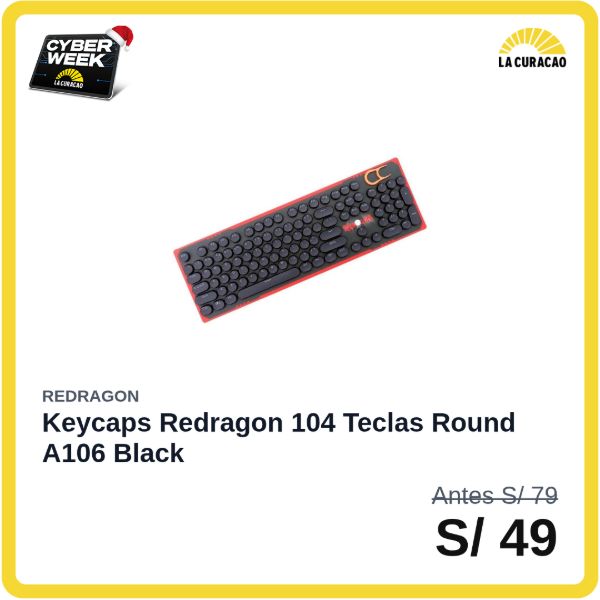 CYBER
WEEK
LA CURACAO
LA CURACAO
REDRAGON
Keycaps Redragon 104 Teclas Round
A106 Black
Antes S/ 79
S/ 49